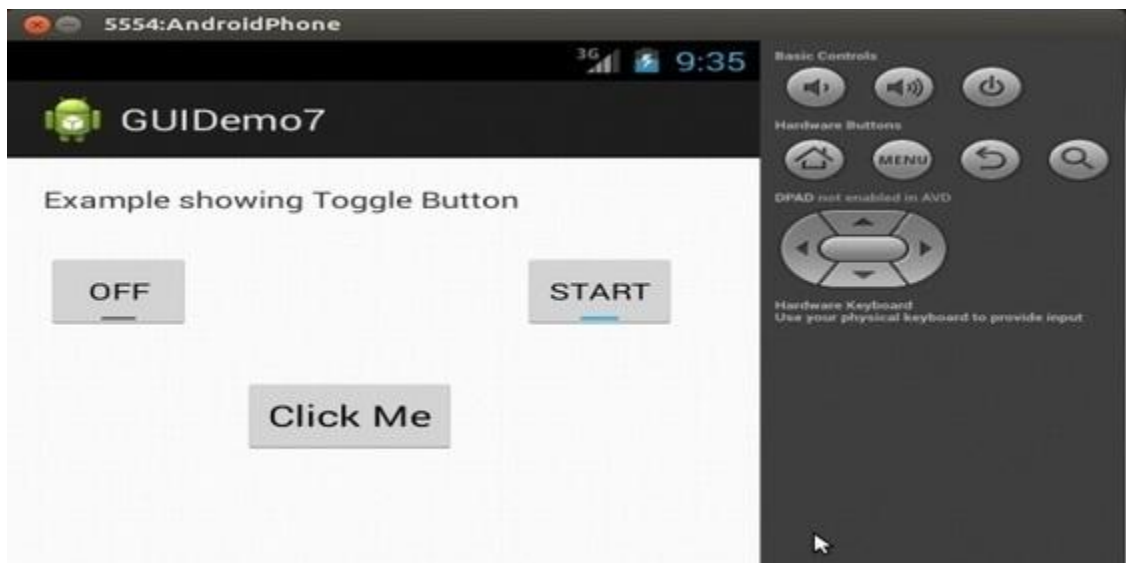 5554:AndroidPhone
3G 9:35
GUIDemo7
Example showing Toggle Button
OFF
START
Click Me
Basic Controls
Hardware Buttons
MENU
DPAD not enabled in AVD
Hardware Keyboard
Use your physical keyboard to provide input